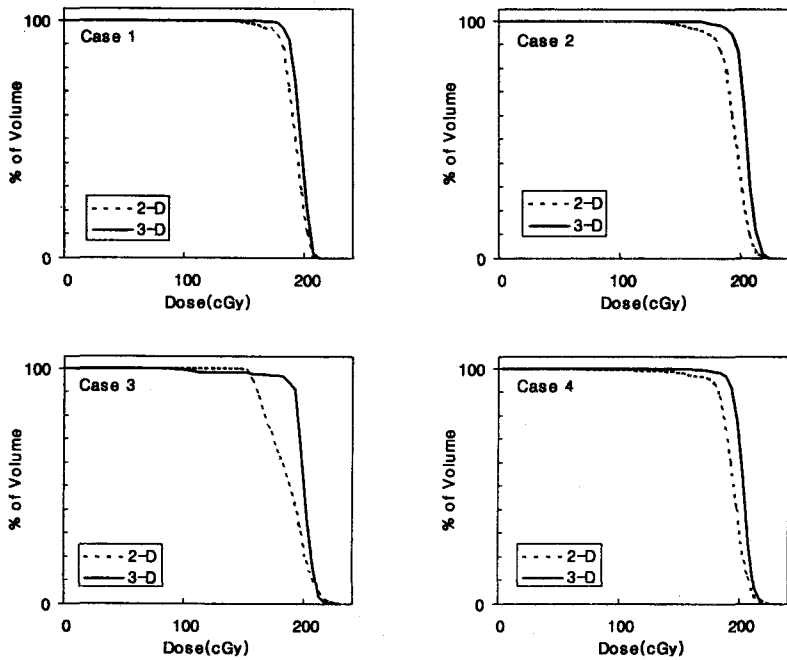 100
Case 1
% of Volume
2-D
3-D
0
0
100
200
Dose(cGy)
100
Case 2
% of Volume
2-D
3-D
0
0
100
200
Dose(cGy)
100
Case 3
% of Volume
2-D
3-D
0
0
100
200
Dose(cGy)
100
Case 4
% of Volume
2-D
3-D
0
0
100
200
Dose(cGy)